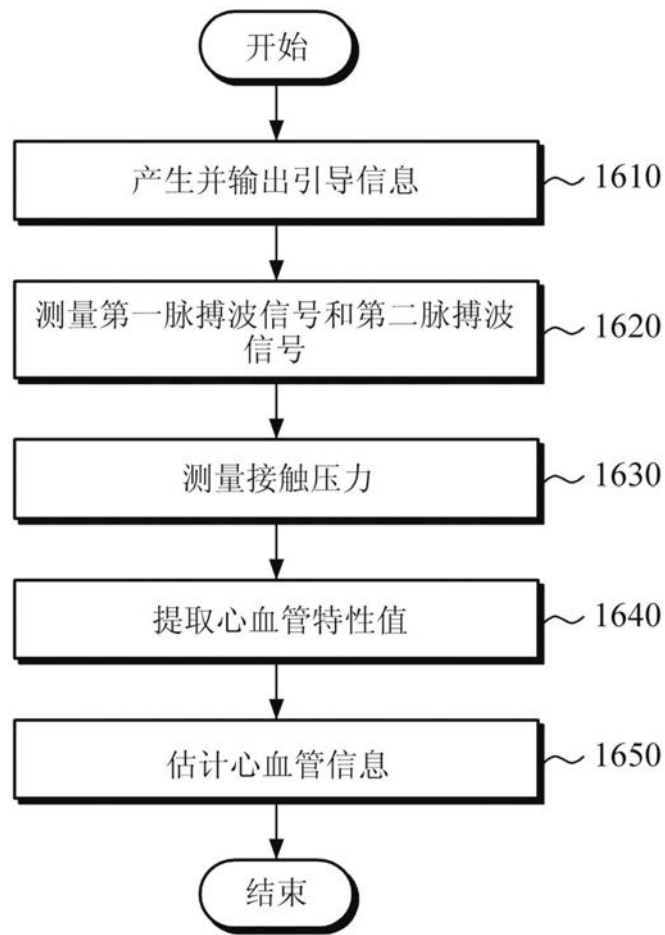 开始
产生并输出引导信息
1610
测量第一脉搏波信号和第二脉搏波
信号
1620
测量接触压力
1630
提取心血管特性值
1640
估计心血管信息
1650
结束